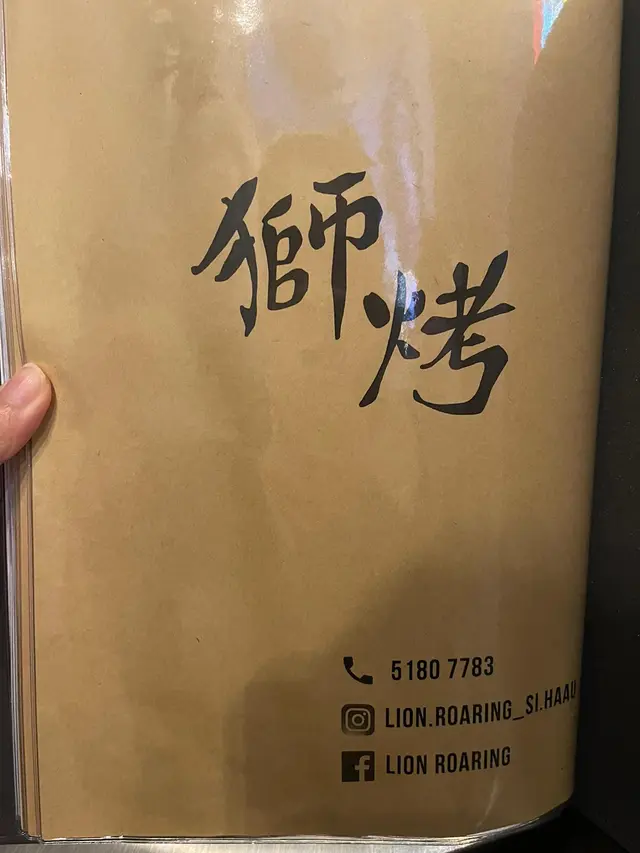 獅烤
5180 7783
LION.ROARING_SI.HAAU
LION ROARING